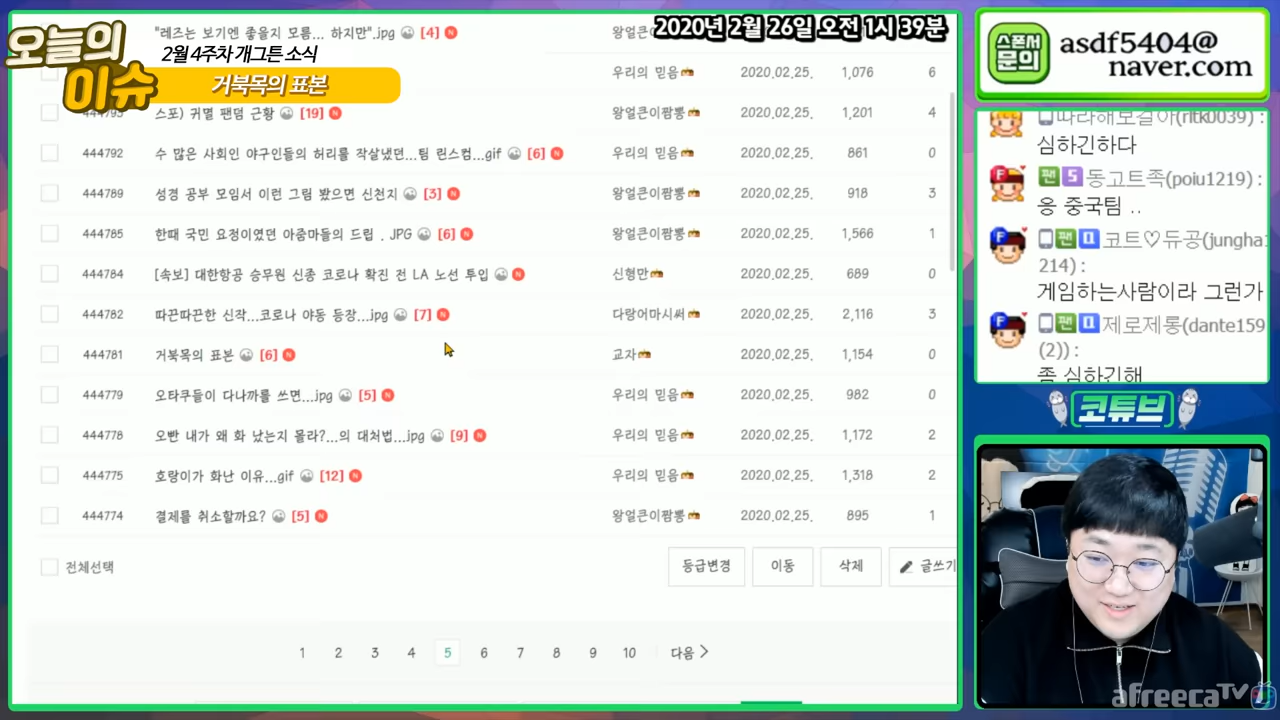 오늘의
이슈
2월 4주차 개그튼 소식
거북목의 표본
2020년 2월 26일 오전 1시 39분
"레즈는 보기엔 좋을지 모름... 하지만".jpg [4] N 왕얼큰
우리의 믿음 2020.02.25. 1,076 6
스포) 귀멸 팬덤 근황 [19] N 왕얼큰이짬뽕 2020.02.25. 1,201 4
444792 수 많은 사회인 야구인들의 허리를 작살냈던...팀 린스컴...gif [6] N 우리의 믿음 2020.02.25. 861 0
444789 성경 공부 모임서 이런 그림 봤으면 신천지 [3] N 왕얼큰이짬뽕 2020.02.25. 918 3
444785 한때 국민 요정이였던 아줌마들의 드립 . JPG [6] N 왕얼큰이짬뽕 2020.02.25. 1,566 1
444784 [속보] 대한항공 승무원 신종 코로나 확진 전 LA 노선 투입 N 신형만 2020.02.25. 689 0
444782 따끈따끈한 신작...코로나 야동 등장...jpg [7] N 다랑어마시써 2020.02.25. 2,116 3
444781 거북목의 표본 [6] N 교자 2020.02.25. 1,154 0
444779 오타쿠들이 다나까를 쓰면...jpg [5] N 우리의 믿음 2020.02.25. 982 0
444778 오빤 내가 왜 화 났는지 몰라?...의 대처법...jpg [9] N 우리의 믿음 2020.02.25. 1,172 2
444775 호랑이가 화난 이유...gif [12] N 우리의 믿음 2020.02.25. 1,318 2
444774 결제를 취소할까요? [5] N 왕얼큰이짬뽕 2020.02.25. 895 1
전체선택 등급변경 이동 삭제 글쓰기
1 2 3 4 5 6 7 8 9 10 다음
스폰서
문의
asdf5404@
naver.com
따라해보걸아(rltk0039) :
심하긴하다
팬 5 동고트족(poiu1219) :
옹 중국팀 ..
팬 코트♡듀공(jungha
214) :
게임하는사람이라 그런가
팬 제로제롱(dante159
(2)) :
좀 심하긴해
코튜브
afreecaTV